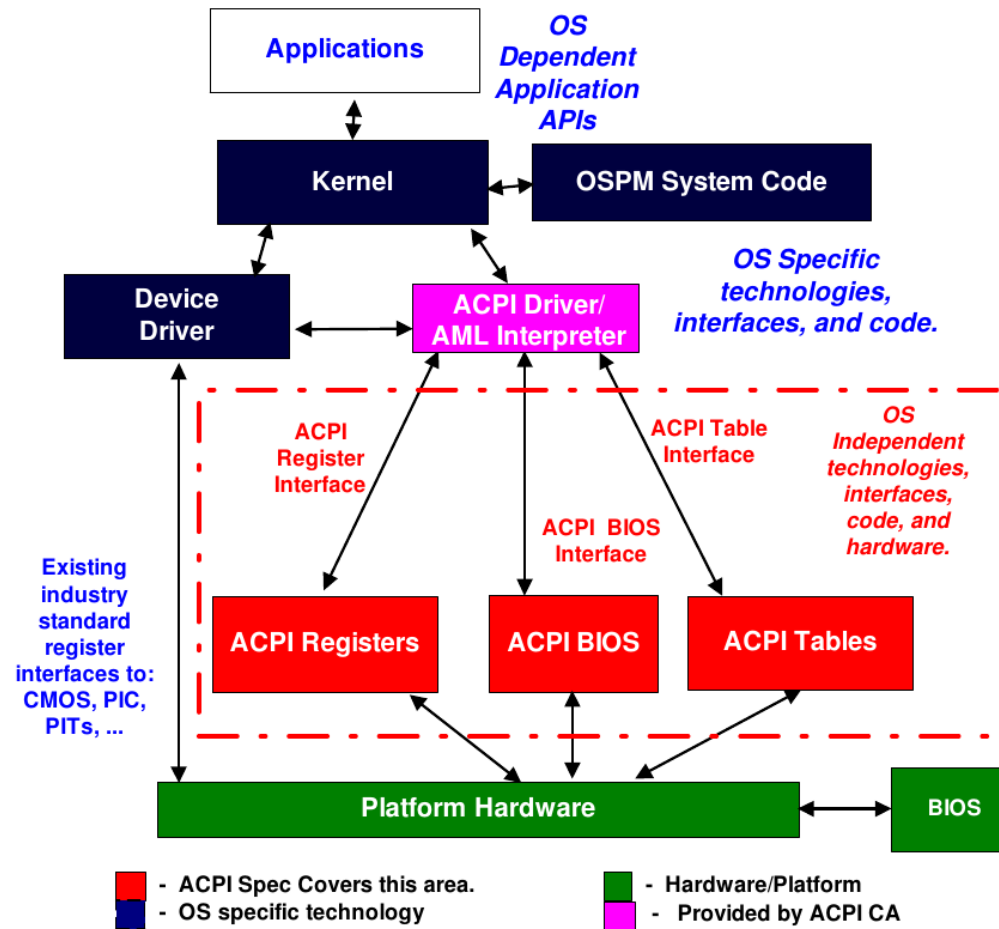 Applications
OS
Dependent
Application
APIs
Kernel
OSPM System Code
OS Specific
technologies,
interfaces, and code.
Device
Driver
ACPI Driver/
AML Interpreter
ACPI
Register
Interface
ACPI Table
Interface
OS
Independent
technologies,
interfaces,
code, and
hardware.
ACPI BIOS
Interface
Existing
industry
standard
register
interfaces to:
CMOS, PIC,
PITs, ...
ACPI Registers
ACPI BIOS
ACPI Tables
Platform Hardware
BIOS
- ACPI Spec Covers this area.
- OS specific technology
- Hardware/Platform
- Provided by ACPI CA